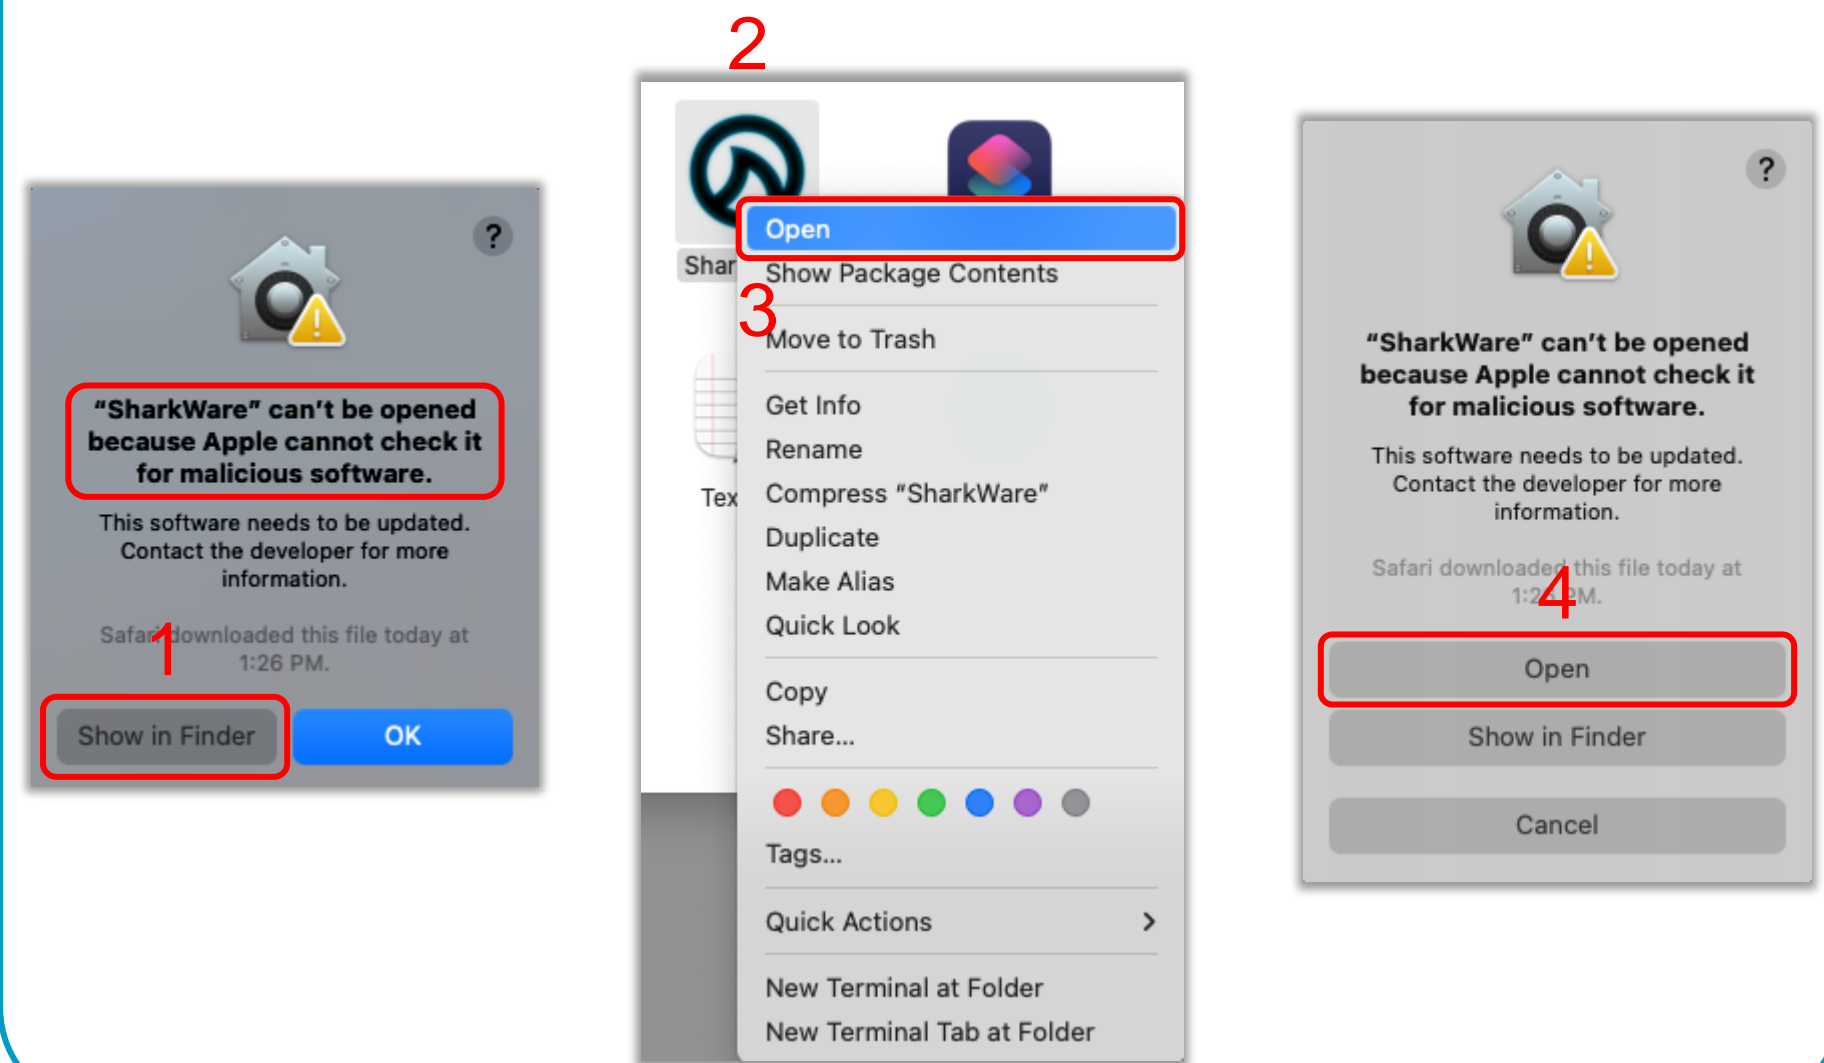 ?
"SharkWare" can't be opened
because Apple cannot check it
for malicious software.
This software needs to be updated.
Contact the developer for more
information.
Safari downloaded this file today at
1:26 PM.
1
Show in Finder
OK
2
Shar
Open
Show Package Contents
3
Move to Trash
Get Info
Rename
Tex
Compress "SharkWare"
Duplicate
Make Alias
Quick Look
Copy
Share...
Tags...
Quick Actions
New Terminal at Folder
New Terminal Tab at Folder
?
"SharkWare" can't be opened
because Apple cannot check it
for malicious software.
This software needs to be updated.
Contact the developer for more
information.
Safari downloaded this file today at
1:26 PM.
4
Open
Show in Finder
Cancel